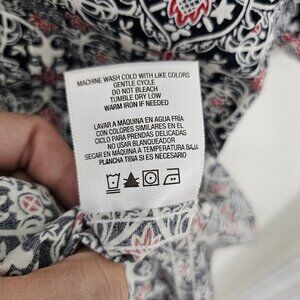 MACHINE WASH COLD WITH LIKE COLORS
GENTLE CYCLE
DO NOT BLEACH
TUMBLE DRY LOW
WARM IRON IF NEEDED
LAVAR A MÁQUINA EN AGUA FRÍA
CON COLORES SIMILARES EN EL
CICLO PARA PRENDAS DELICADAS
NO USAR BLANQUEADOR
SECAR EN MÁQUINA A TEMPERATURA BAJA
PLANCHA TIBIA SI ES NECESARIO